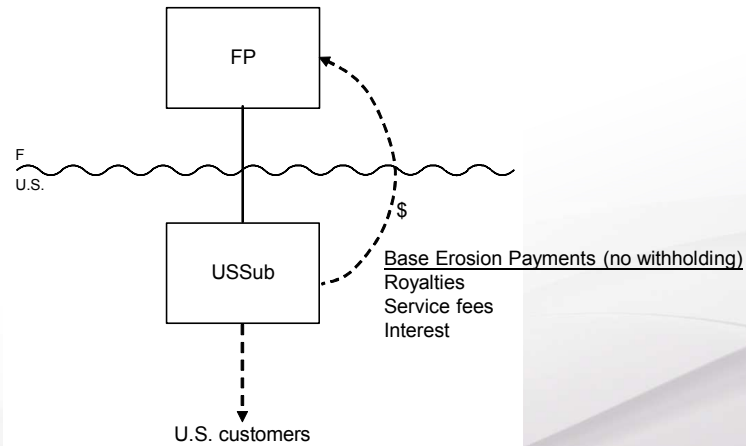 FP
F
U.S.
$
USSub
Base Erosion Payments (no withholding)
Royalties
Service fees
Interest
U.S. customers